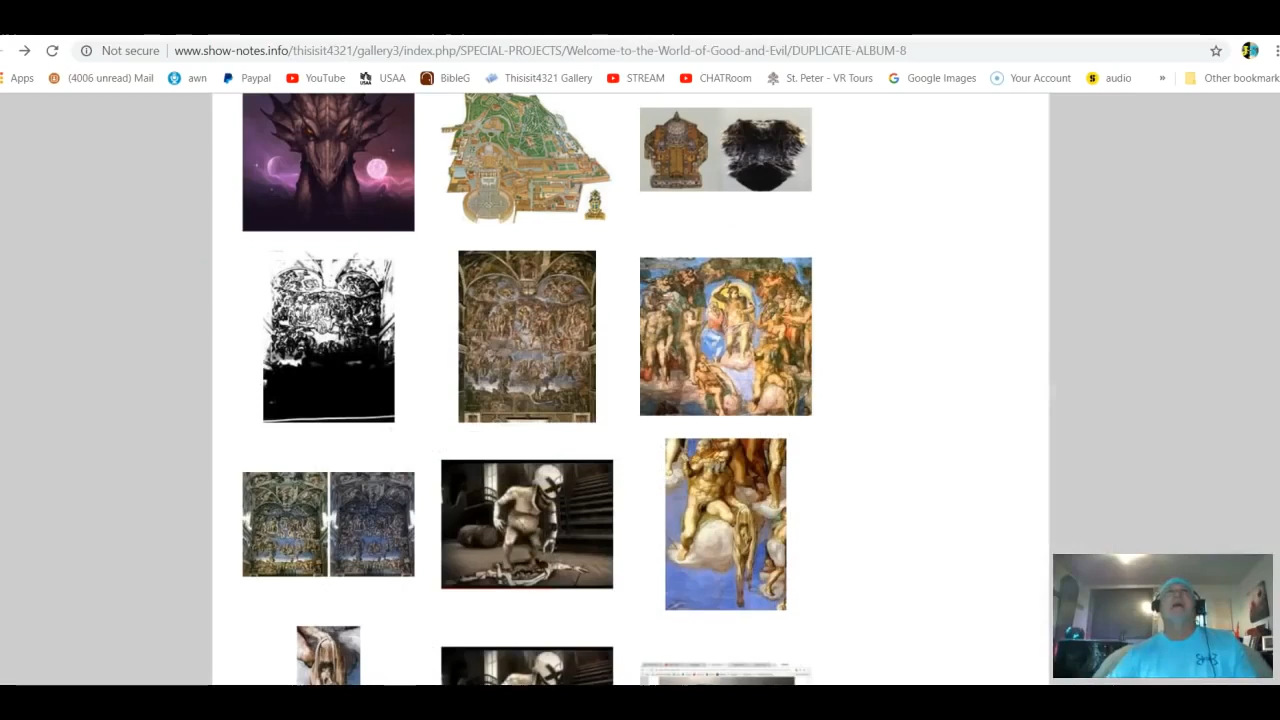 Not secure www.show-notes.info/thisisit4321/gallery3/index.php/SPECIAL-PROJECTS/Welcome-to-the-World-of-Good-and-Evil/DUPLICATE-ALBUM-8
Apps (4006 unread) Mail awn Paypal YouTube USAA BibleG Thisisit4321 Gallery STREAM CHATRoom St. Peter - VR Tours Google Images Your Account audio » Other bookmark